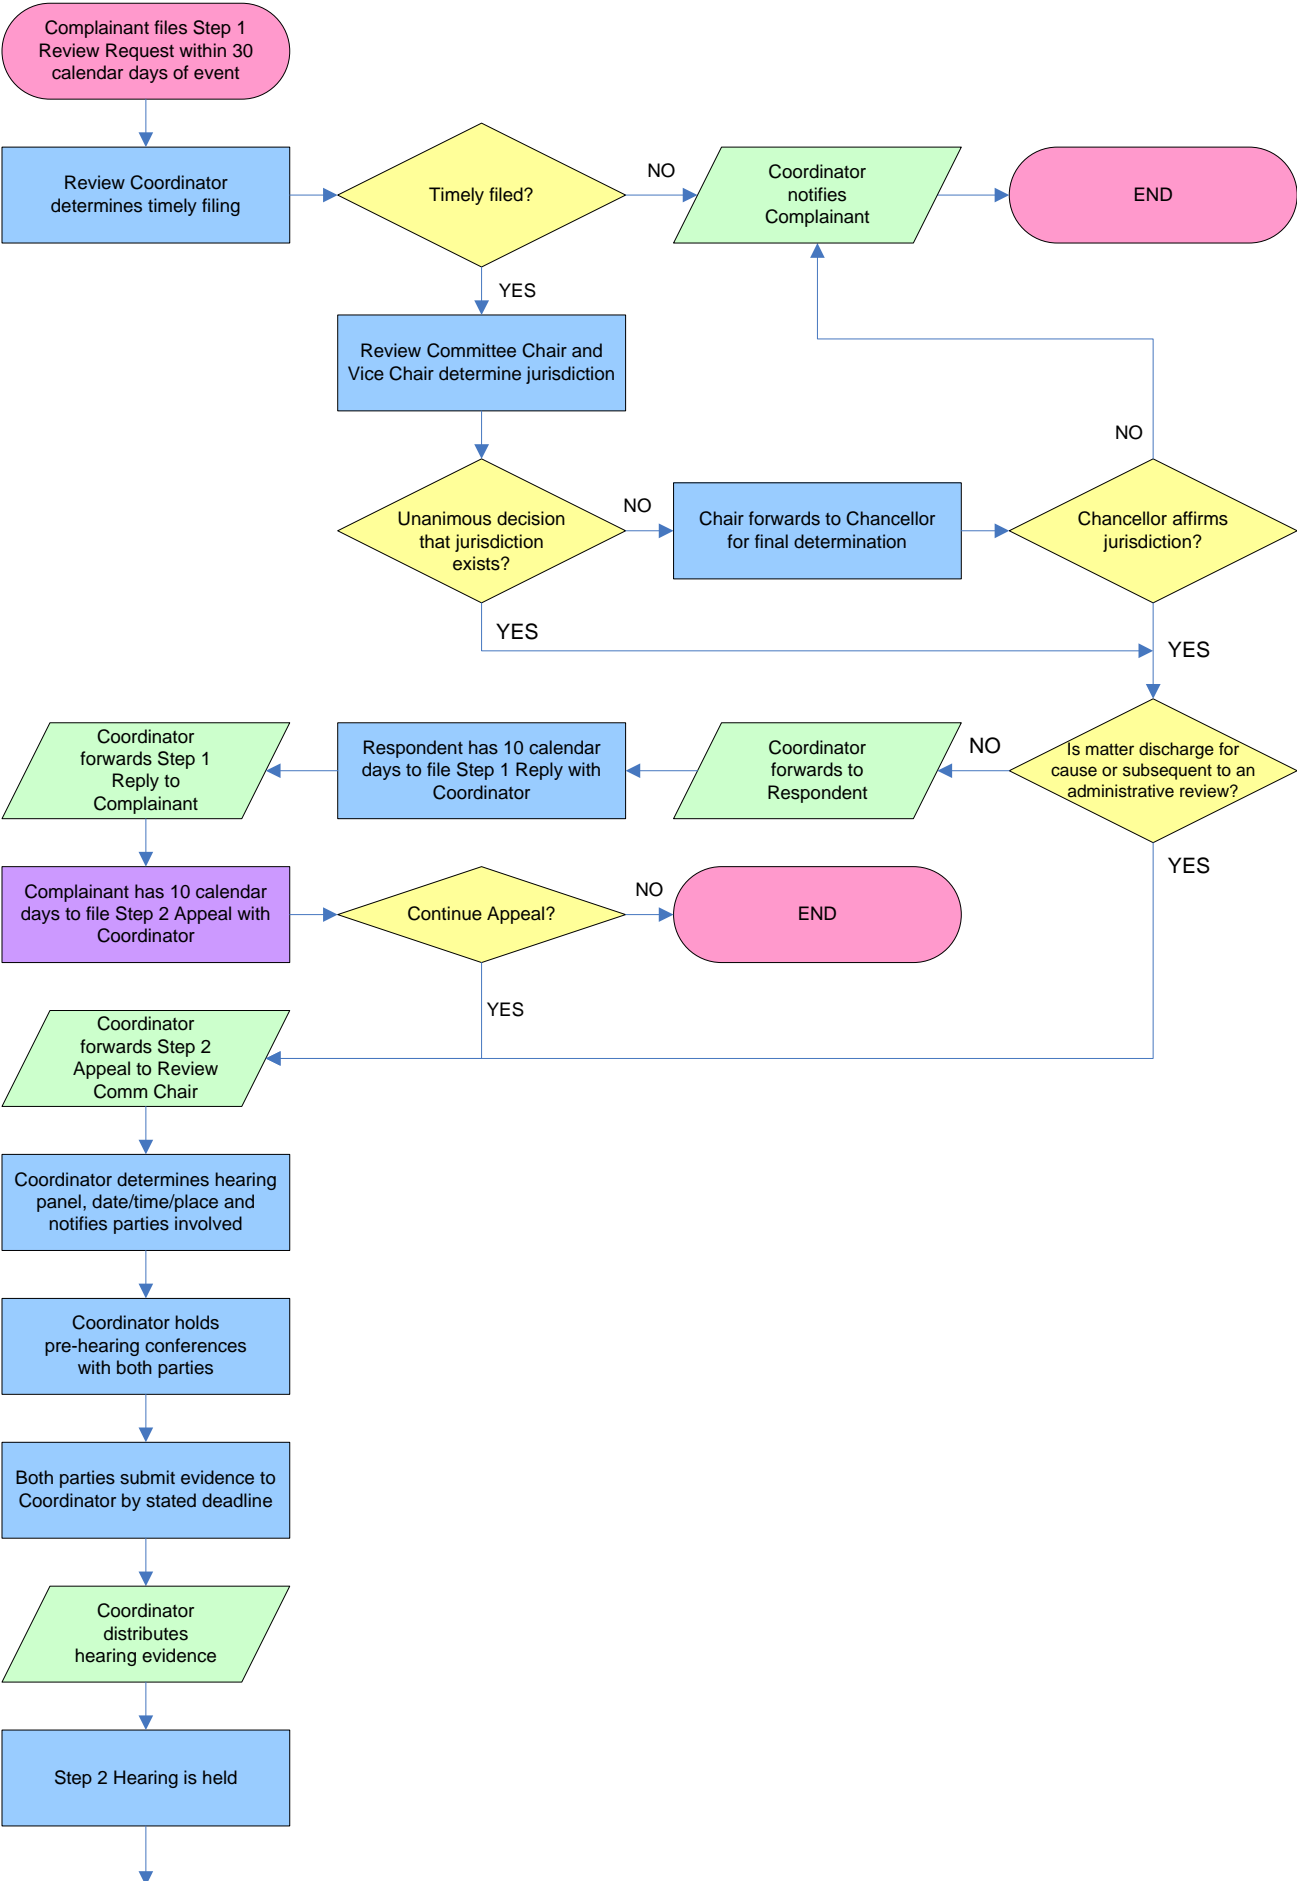 Complainant files Step 1
Review Request within 30
calendar days of event
Review Coordinator
determines timely filing
Timely filed?
NO
Coordinator
notifies
Complainant
END
YES
Review Committee Chair and
Vice Chair determine jurisdiction
NO
Unanimous decision
that jurisdiction
exists?
NO
Chair forwards to Chancellor
for final determination
Chancellor affirms
jurisdiction?
YES
YES
Coordinator
forwards Step 1
Reply to
Complainant
Respondent has 10 calendar
days to file Step 1 Reply with
Coordinator
Coordinator
forwards to
Respondent
NO
Is matter discharge for
cause or subsequent to an
administrative review?
YES
Complainant has 10 calendar
days to file Step 2 Appeal with
Coordinator
Continue Appeal?
NO
END
YES
Coordinator
forwards Step 2
Appeal to Review
Comm Chair
Coordinator determines hearing
panel, date/time/place and
notifies parties involved
Coordinator holds
pre-hearing conferences
with both parties
Both parties submit evidence to
Coordinator by stated deadline
Coordinator
distributes
hearing evidence
Step 2 Hearing is held